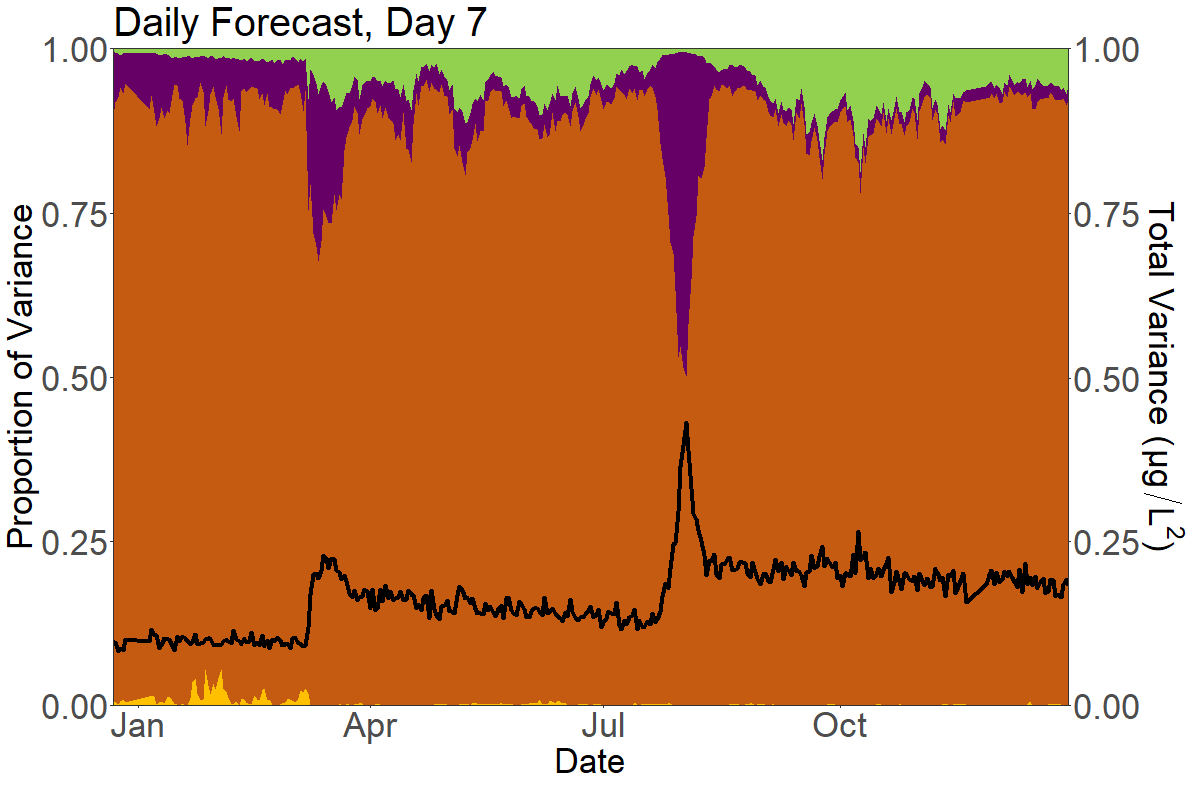 Daily Forecast, Day 7
1.00
0.75
0.50
0.25
0.00
Proportion of Variance
1.00
0.75
0.50
0.25
0.00
Total Variance (µg/L²)
Jan Apr Jul Oct
Date